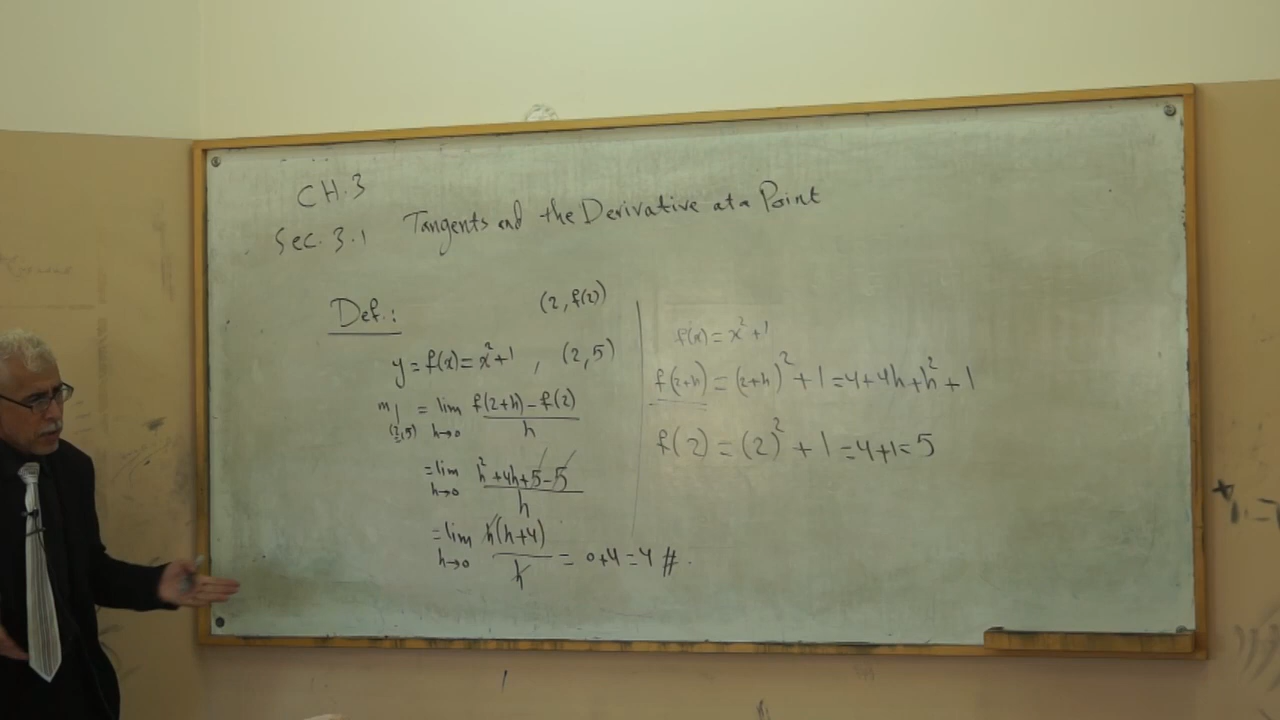 CH.3
Sec. 3.1 Tangents and the Derivative at a Point
Def.:
(2, f(2))
y = f(x) = x²+1 , (2,5)
m|(2,5) = lim h→0 f(2+h) - f(2) / h
= lim h→0 h²+4h+5-5 / h
= lim h→0 h(h+4) / h = 0+4 = 4 #.
f(x) = x²+1
f(2+h) = (2+h)² + 1 = 4+4h+h²+1
f(2) = (2)² + 1 = 4+1 = 5